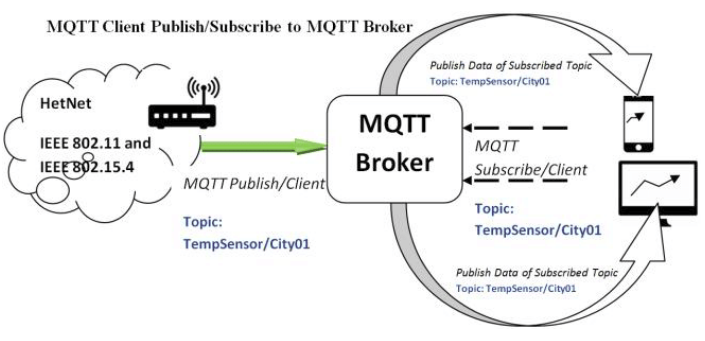 MQTT Client Publish/Subscribe to MQTT Broker
HetNet
IEEE 802.11 and
IEEE 802.15.4
MQTT Publish/Client
Topic:
TempSensor/City01
MQTT
Broker
Publish Data of Subscribed Topic
Topic: TempSensor/City01
MQTT
Subscribe/Client
Topic:
TempSensor/City01
Publish Data of Subscribed Topic
Topic: TempSensor/City01